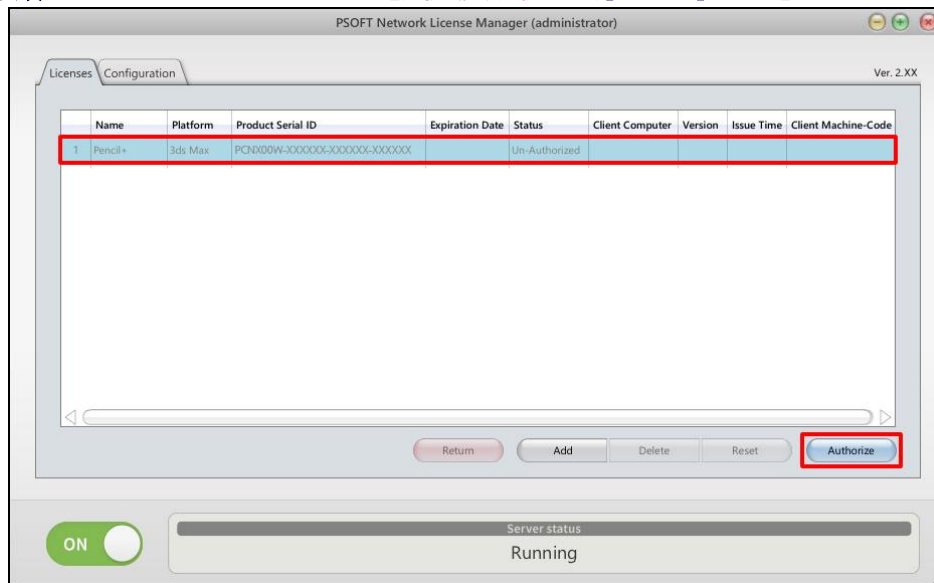 PSOFT Network License Manager (administrator)
Licenses Configuration Ver. 2.XX
Name Platform Product Serial ID Expiration Date Status Client Computer Version Issue Time Client Machine-Code
1 Pencil+ 3ds Max PCNX00W-XXXXXX-XXXXXX-XXXXXX Un-Authorized
Return Add Delete Reset Authorize
Server status
ON Running